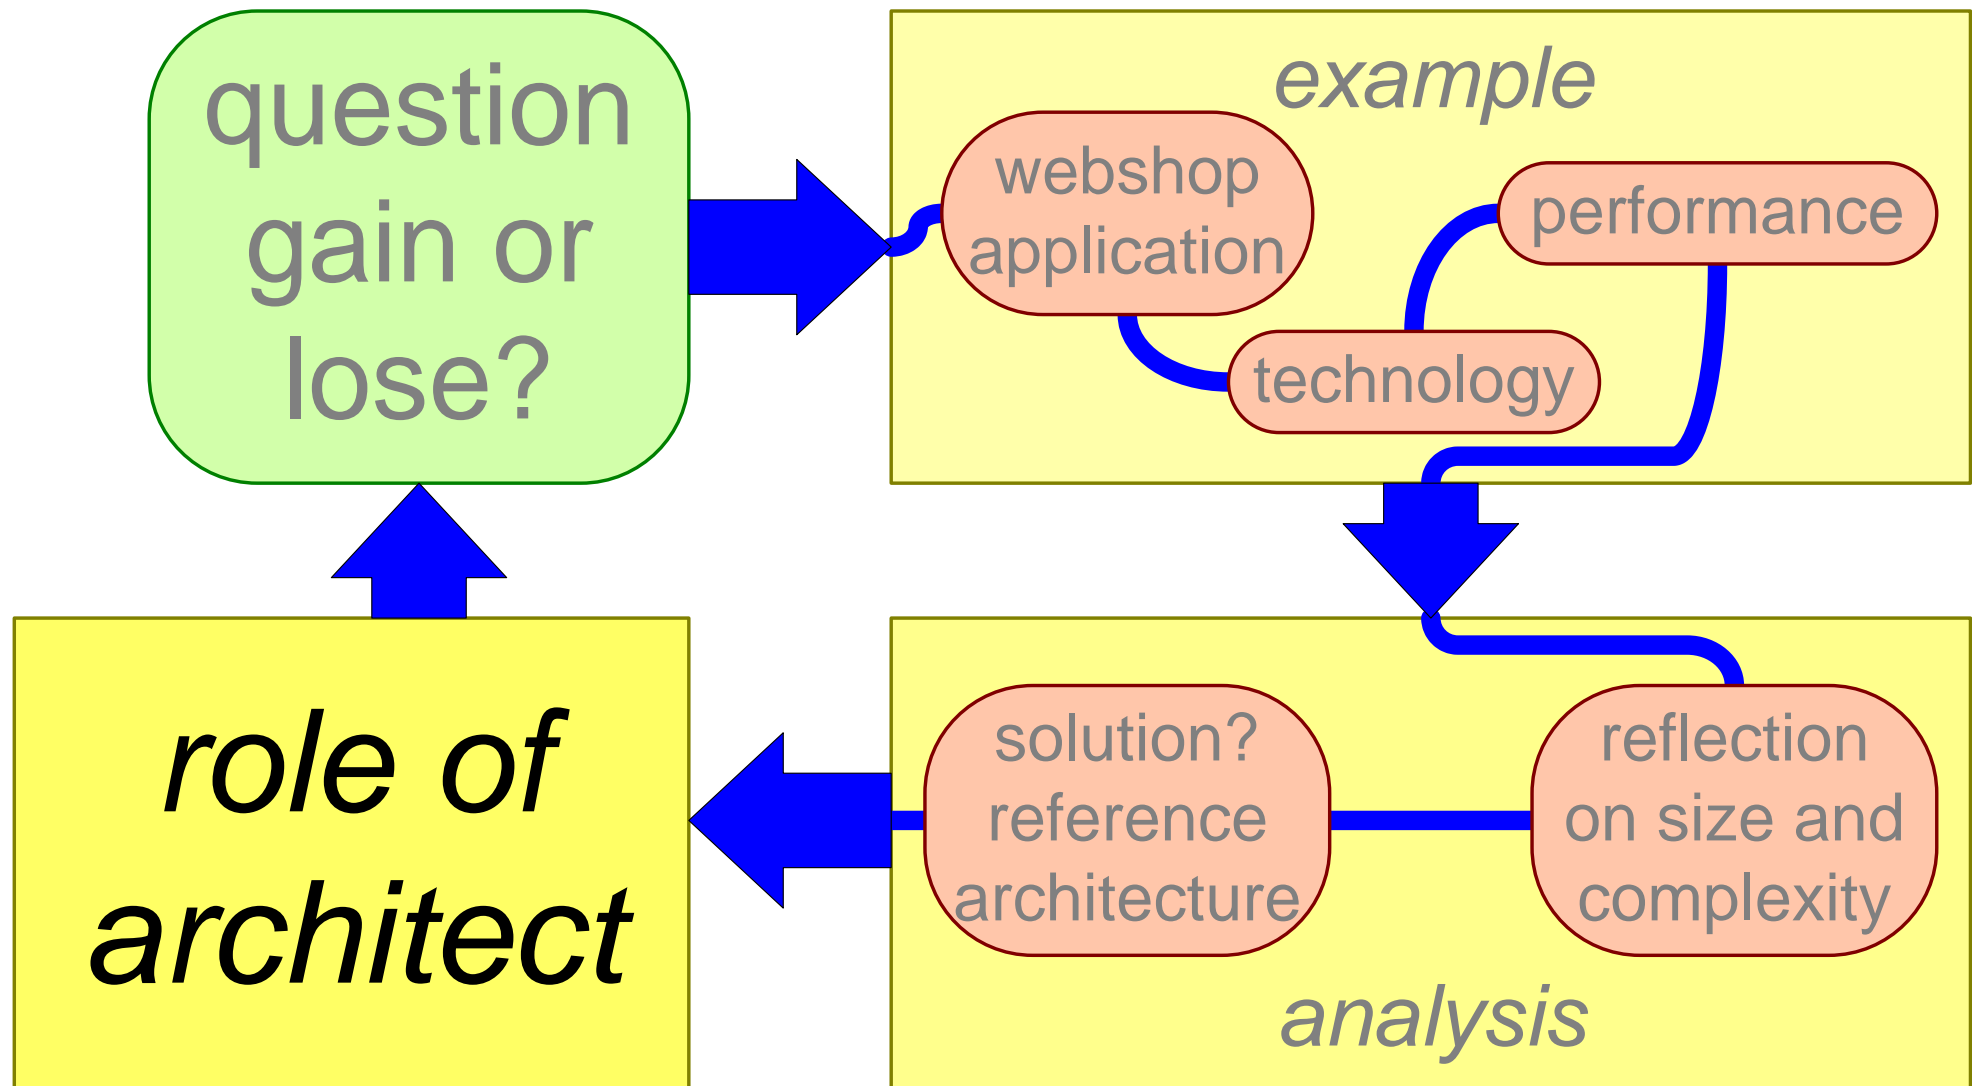 question
gain or
lose?
example
webshop
application
performance
technology
role of
architect
solution?
reference
architecture
reflection
on size and
complexity
analysis